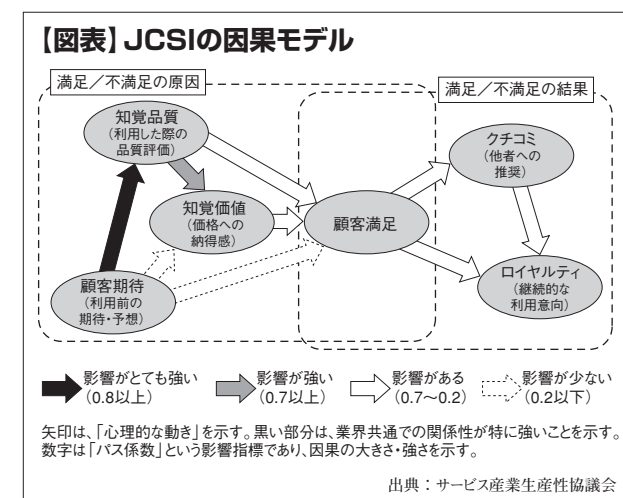 【図表】JCSIの因果モデル
満足／不満足の原因
満足／不満足の結果
知覚品質
（利用した際の
品質評価）
クチコミ
（他者への
推奨）
知覚価値
（価格への
納得感）
顧客満足
顧客期待
（利用前の
期待・予想）
ロイヤルティ
（継続的な
利用意向）
影響がとても強い
（0.8以上）
影響が強い
（0.7以上）
影響がある
（0.7〜0.2）
影響が少ない
（0.2以下）
矢印は、「心理的な動き」を示す。黒い部分は、業界共通での関係性が特に強いことを示す。
数字は「パス係数」という影響指標であり、因果の大きさ・強さを示す。
出典：サービス産業生産性協議会